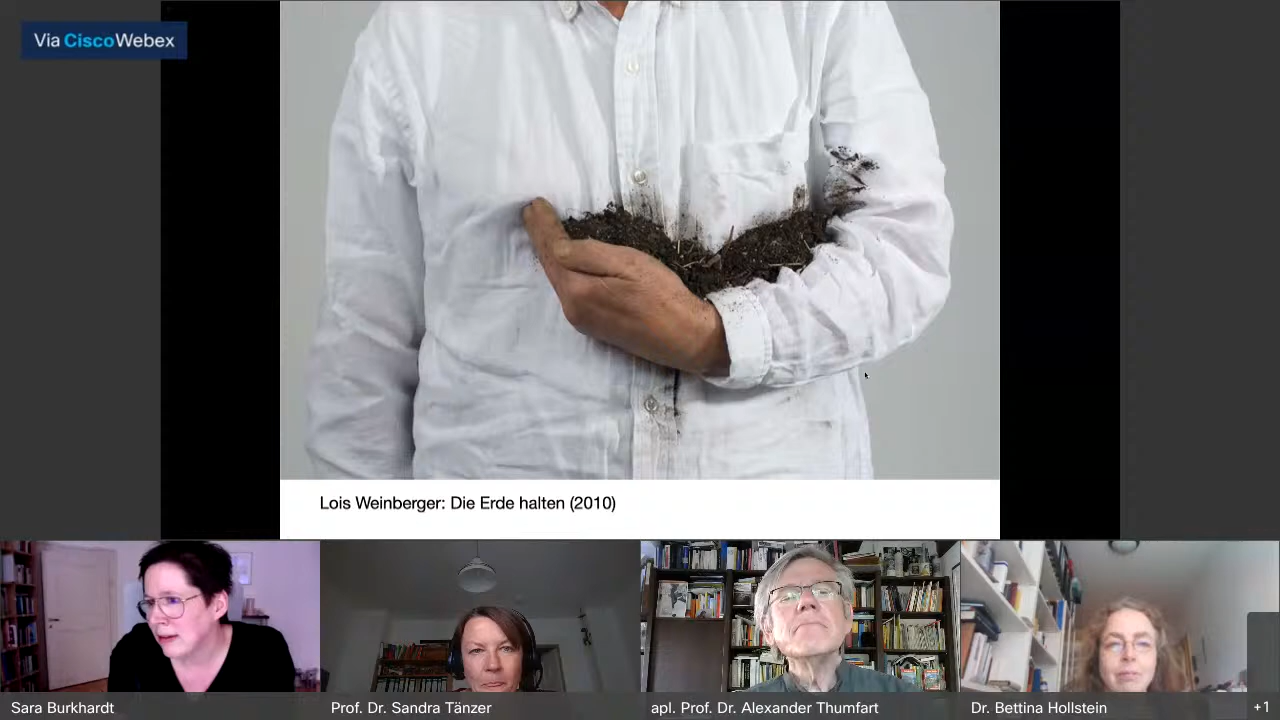 Via CiscoWebex
Lois Weinberger: Die Erde halten (2010)
Sara Burkhardt
Prof. Dr. Sandra Tänzer
apl. Prof. Dr. Alexander Thumfart
Dr. Bettina Hollstein
+1